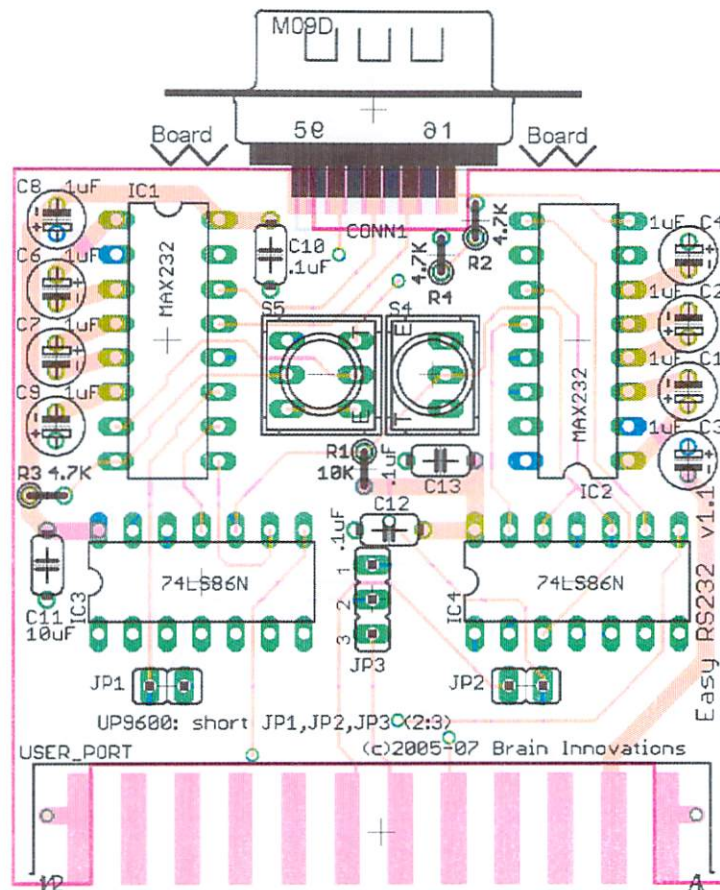 M09D
59 61
Board
Board
C8 .1uF
IC1
CONN1
4.7K
R2
4.7K
R4
1uF C4
C10
.1uF
C6 .1uF
MAX232
S5
S4
C2
1uF
C7 .1uF
C1
1uF
C9 .1uF
MAX232
1uF C3
R1
10K
.1uF
C13
R3 4.7K
IC2
C12
.1uF
1
2
3
JP3
74LS86N
IC3
74LS86N
IC4
C11
10uF
JP1
JP2
Easy RS232 v1.1
UP9600: short JP1,JP2,JP3 (2:3)
USER_PORT
(c)2005-07 Brain Innovations
A